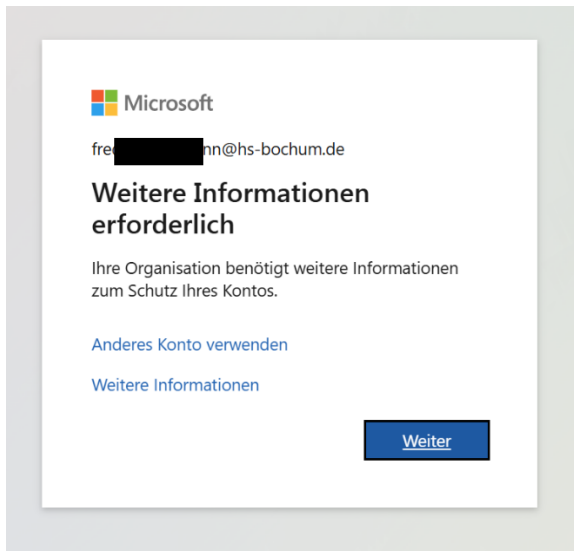 Microsoft
fre nn@hs-bochum.de
Weitere Informationen
erforderlich
Ihre Organisation benötigt weitere Informationen
zum Schutz Ihres Kontos.
Anderes Konto verwenden
Weitere Informationen
Weiter